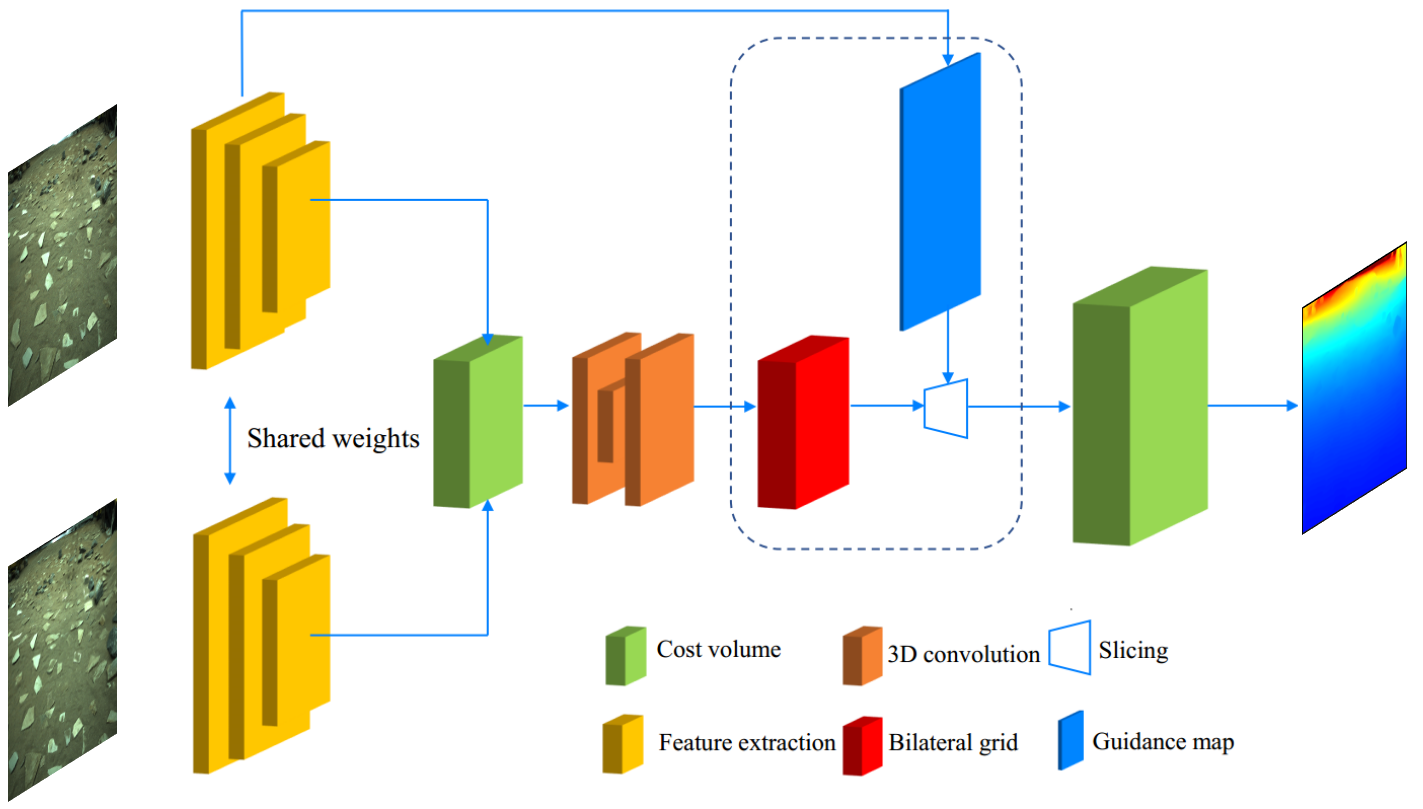 Shared weights
Cost volume
3D convolution
Slicing
Feature extraction
Bilateral grid
Guidance map